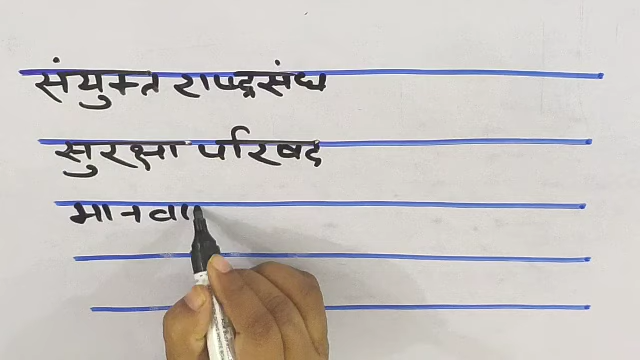 संयुक्त राष्ट्रसंघ
सुरक्षा परिषद
मानवा